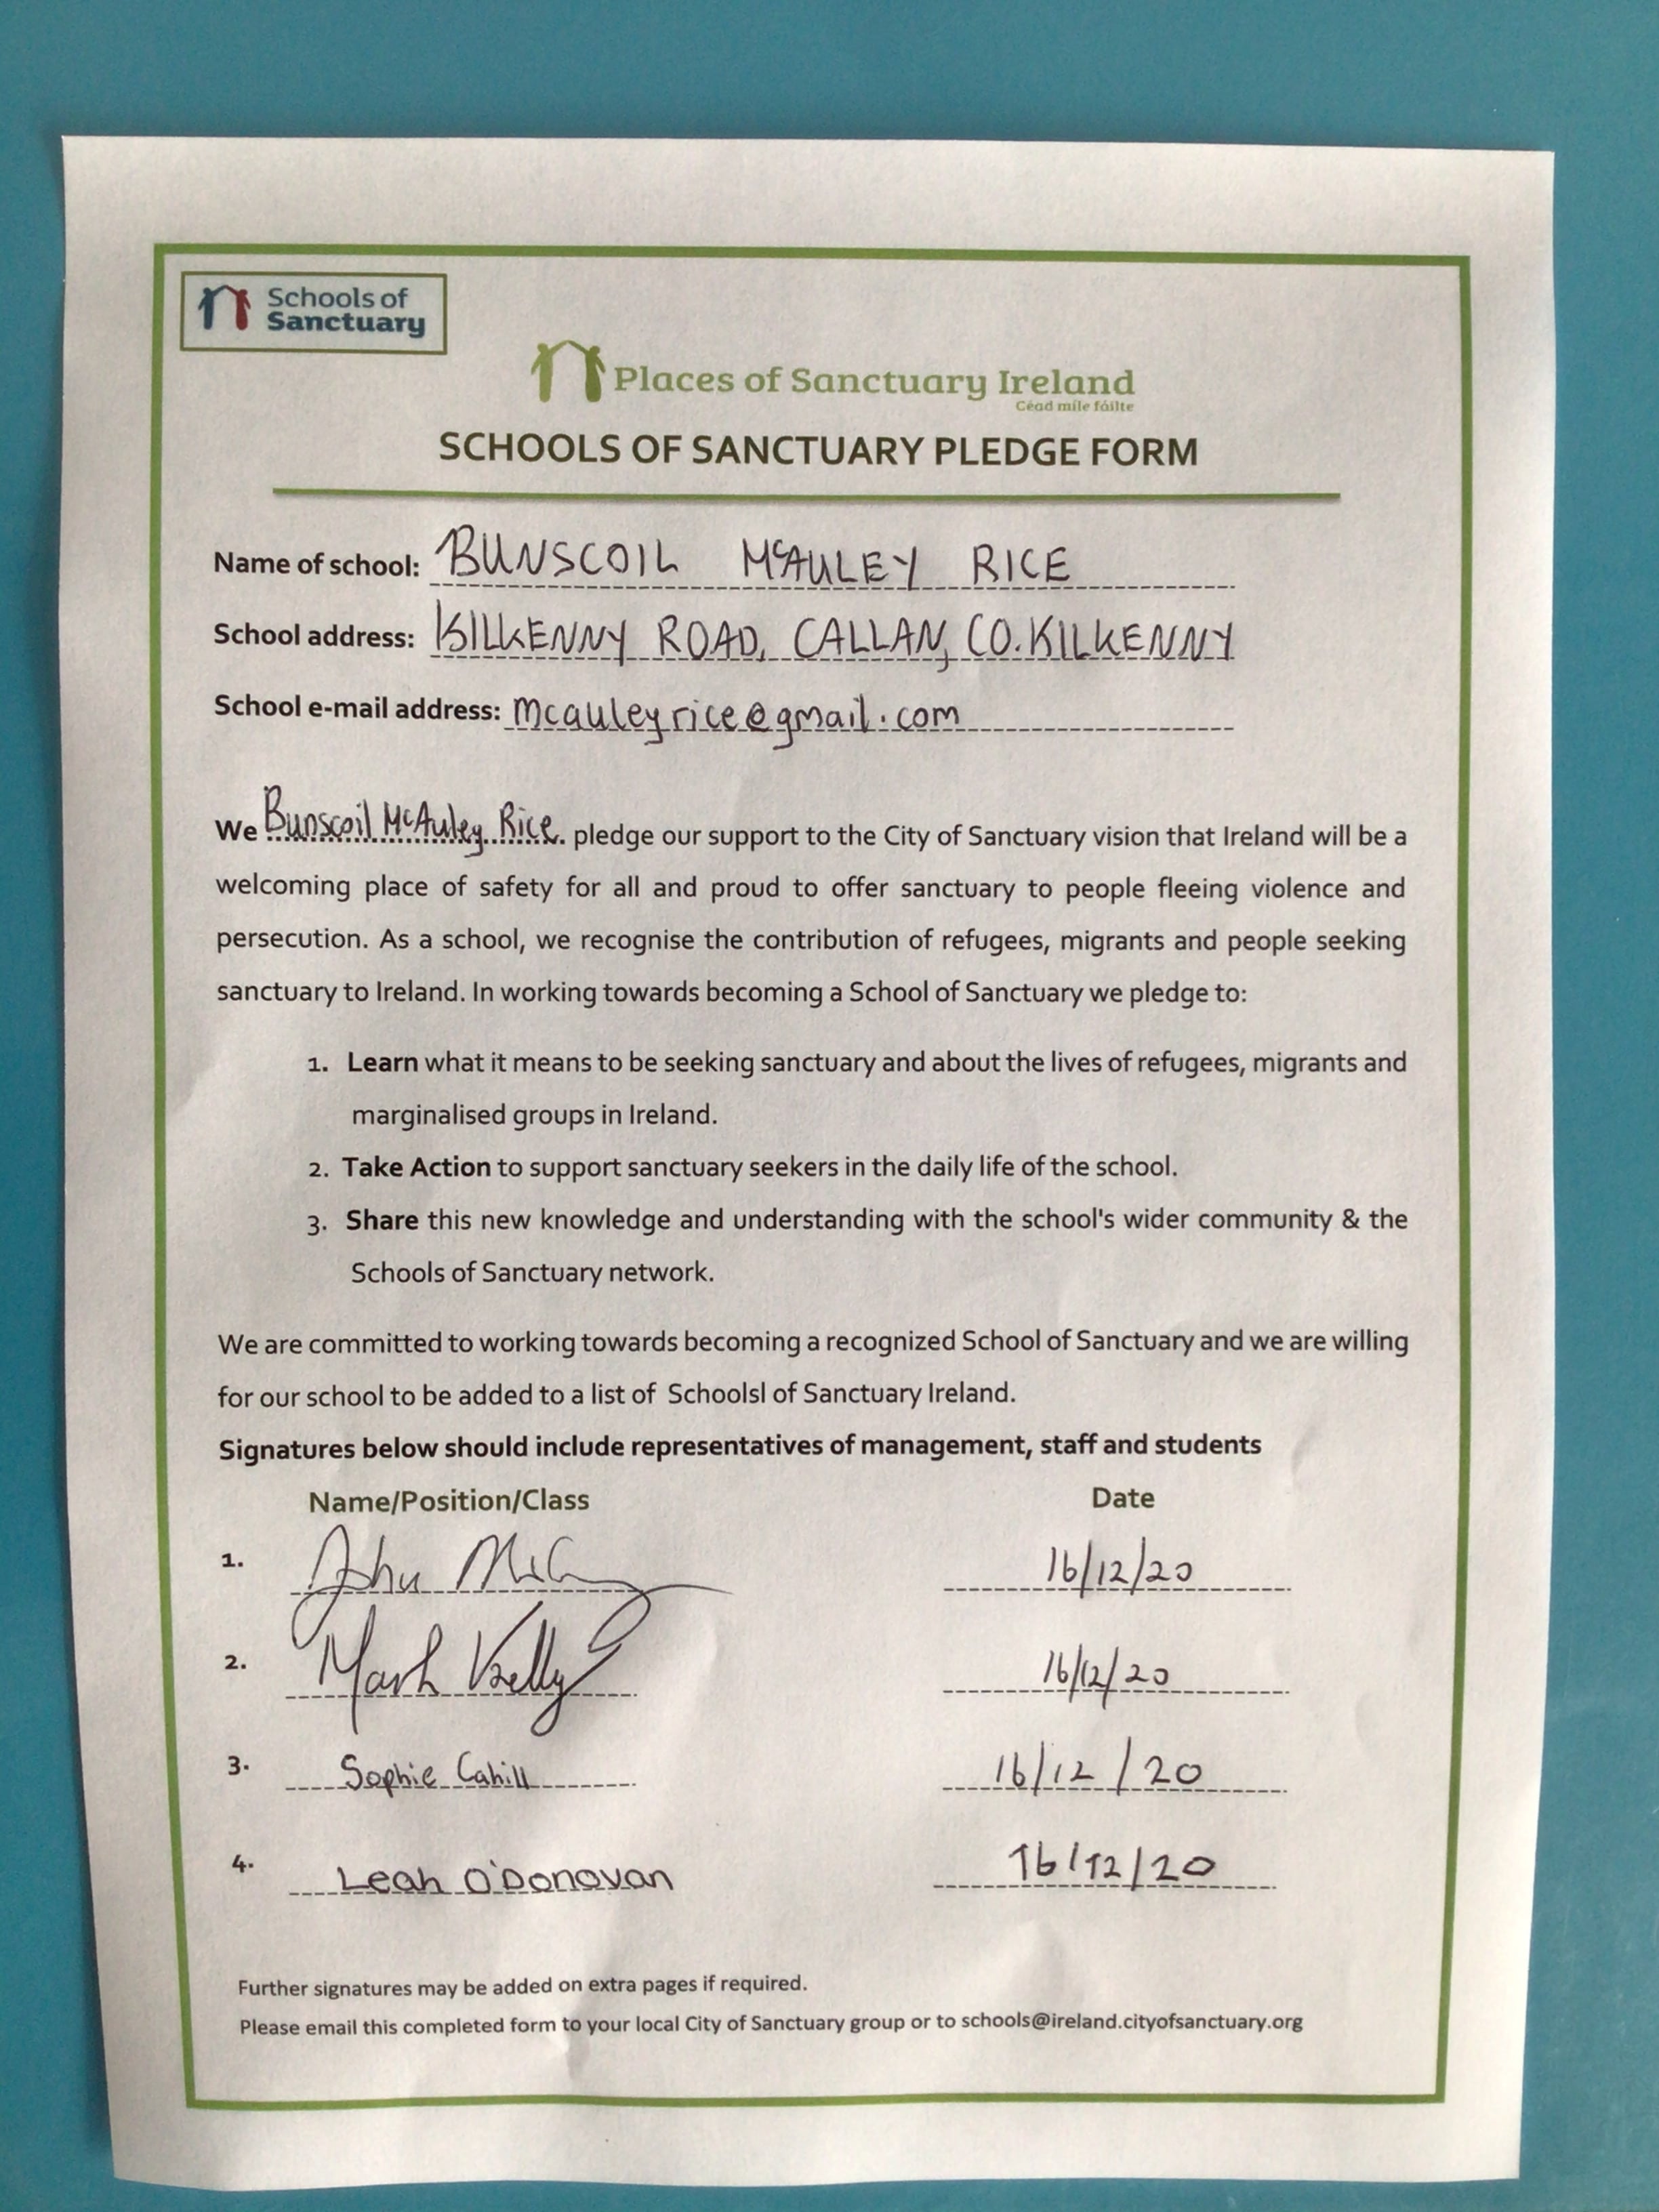 Schools of
Sanctuary
Places of Sanctuary Ireland
Céad míle fáilte
SCHOOLS OF SANCTUARY PLEDGE FORM
Name of school: BUNSCOIL McAULEY RICE
School address: KILKENNY ROAD, CALLAN, CO. KILKENNY
School e-mail address: mcauleyrice@gmail.com
We Bunscoil McAuley Rice pledge our support to the City of Sanctuary vision that Ireland will be a
welcoming place of safety for all and proud to offer sanctuary to people fleeing violence and
persecution. As a school, we recognise the contribution of refugees, migrants and people seeking
sanctuary to Ireland. In working towards becoming a School of Sanctuary we pledge to:
1. Learn what it means to be seeking sanctuary and about the lives of refugees, migrants and
marginalised groups in Ireland.
2. Take Action to support sanctuary seekers in the daily life of the school.
3. Share this new knowledge and understanding with the school's wider community & the
Schools of Sanctuary network.
We are committed to working towards becoming a recognized School of Sanctuary and we are willing
for our school to be added to a list of Schoolsl of Sanctuary Ireland.
Signatures below should include representatives of management, staff and students
Name/Position/Class Date
1. John 16/12/20
2. Mark Kelly 16/12/20
3. Sophie Cahill 16/12/20
4. Leah O'Donovan 16/12/20
Further signatures may be added on extra pages if required.
Please email this completed form to your local City of Sanctuary group or to schools@ireland.cityofsanctuary.org